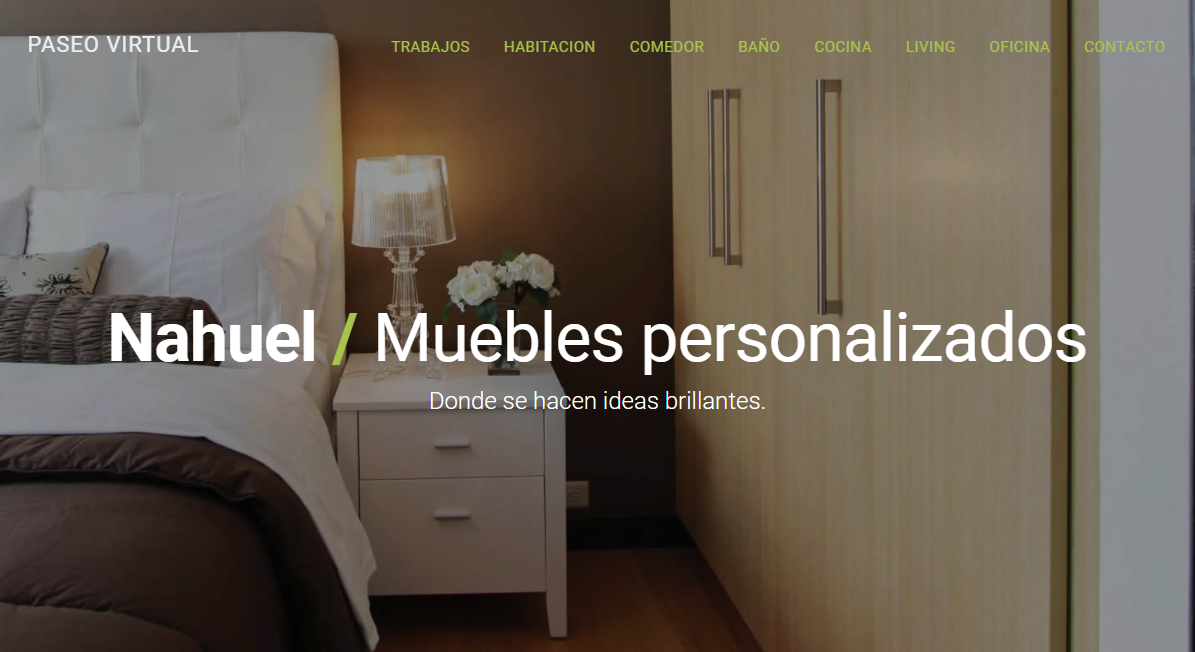 PASEO VIRTUAL
TRABAJOS HABITACION COMEDOR BAÑO COCINA LIVING OFICINA CONTACTO
Nahuel / Muebles personalizados
Donde se hacen ideas brillantes.